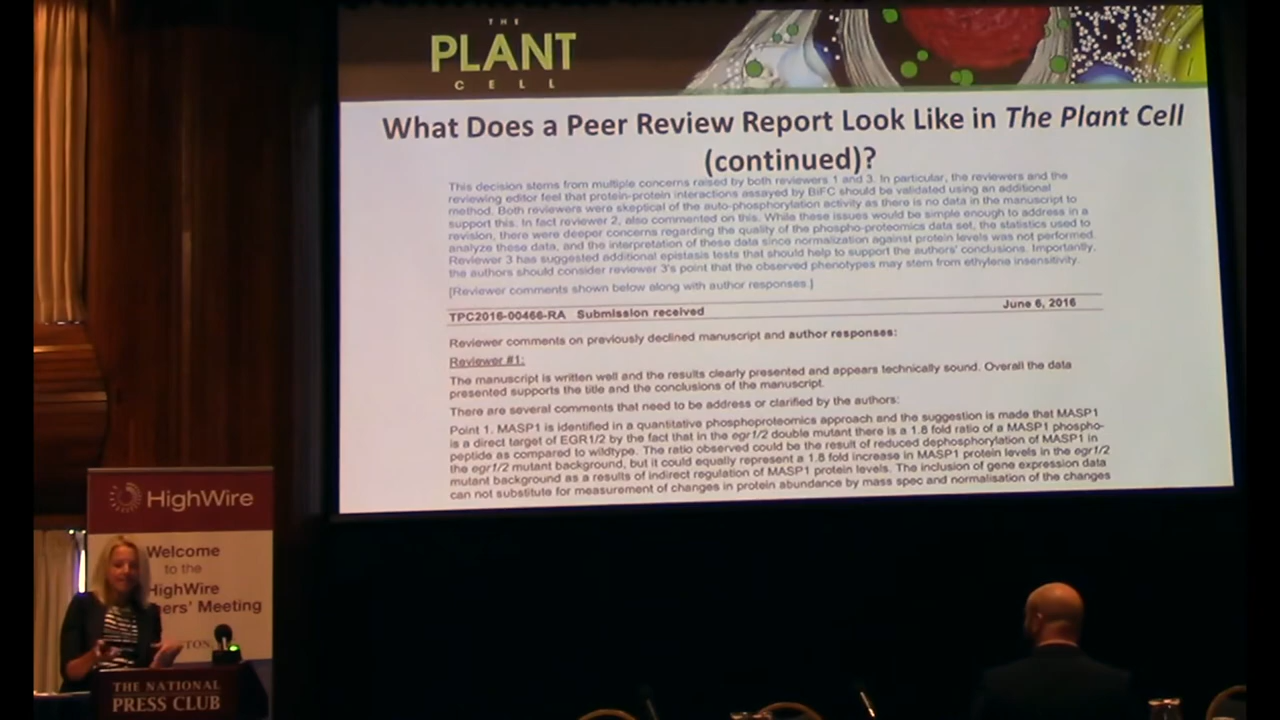 THE
PLANT
CELL
What Does a Peer Review Report Look Like in The Plant Cell
(continued)?
This decision stems from multiple concerns raised by both reviewers 1 and 3. In particular, the reviewers and the
reviewing editor feel that protein-protein interactions assayed by BiFC should be validated using an additional
method. Both reviewers were skeptical of the auto-phosphorylation activity as there is no data in the manuscript to
support this. In fact reviewer 2, also commented on this. While these issues would be simple enough to address in a
revision, there were deeper concerns regarding the quality of the phospho-proteomics data set, the statistics used to
analyze these data, and the interpretation of these data since normalization against protein levels was not performed.
Reviewer 3 has suggested additional epistasis tests that should help to support the authors' conclusions. Importantly,
the authors should consider reviewer 3's point that the observed phenotypes may stem from ethylene insensitivity.
[Reviewer comments shown below along with author responses.]
TPC2016-00466-RA Submission received June 6, 2016
Reviewer comments on previously declined manuscript and author responses:
Reviewer #1:
The manuscript is written well and the results clearly presented and appears technically sound. Overall the data
presented supports the title and the conclusions of the manuscript.
There are several comments that need to be address or clarified by the authors:
Point 1. MASP1 is identified in a quantitative phosphoproteomics approach and the suggestion is made that MASP1
is a direct target of EGR1/2 by the fact that in the egr1/2 double mutant there is a 1.8 fold ratio of a MASP1 phospho-
peptide as compared to wildtype. The ratio observed could be the result of reduced dephosphorylation of MASP1 in
the egr1/2 mutant background, but it could equally represent a 1.8 fold increase in MASP1 protein levels in the egr1/2
mutant background as a results of indirect regulation of MASP1 protein levels. The inclusion of gene expression data
can not substitute for measurement of changes in protein abundance by mass spec and normalisation of the changes
HighWire
Welcome
to the
HighWire
ers' Meeting
TON,
THE NATIONAL
PRESS CLUB